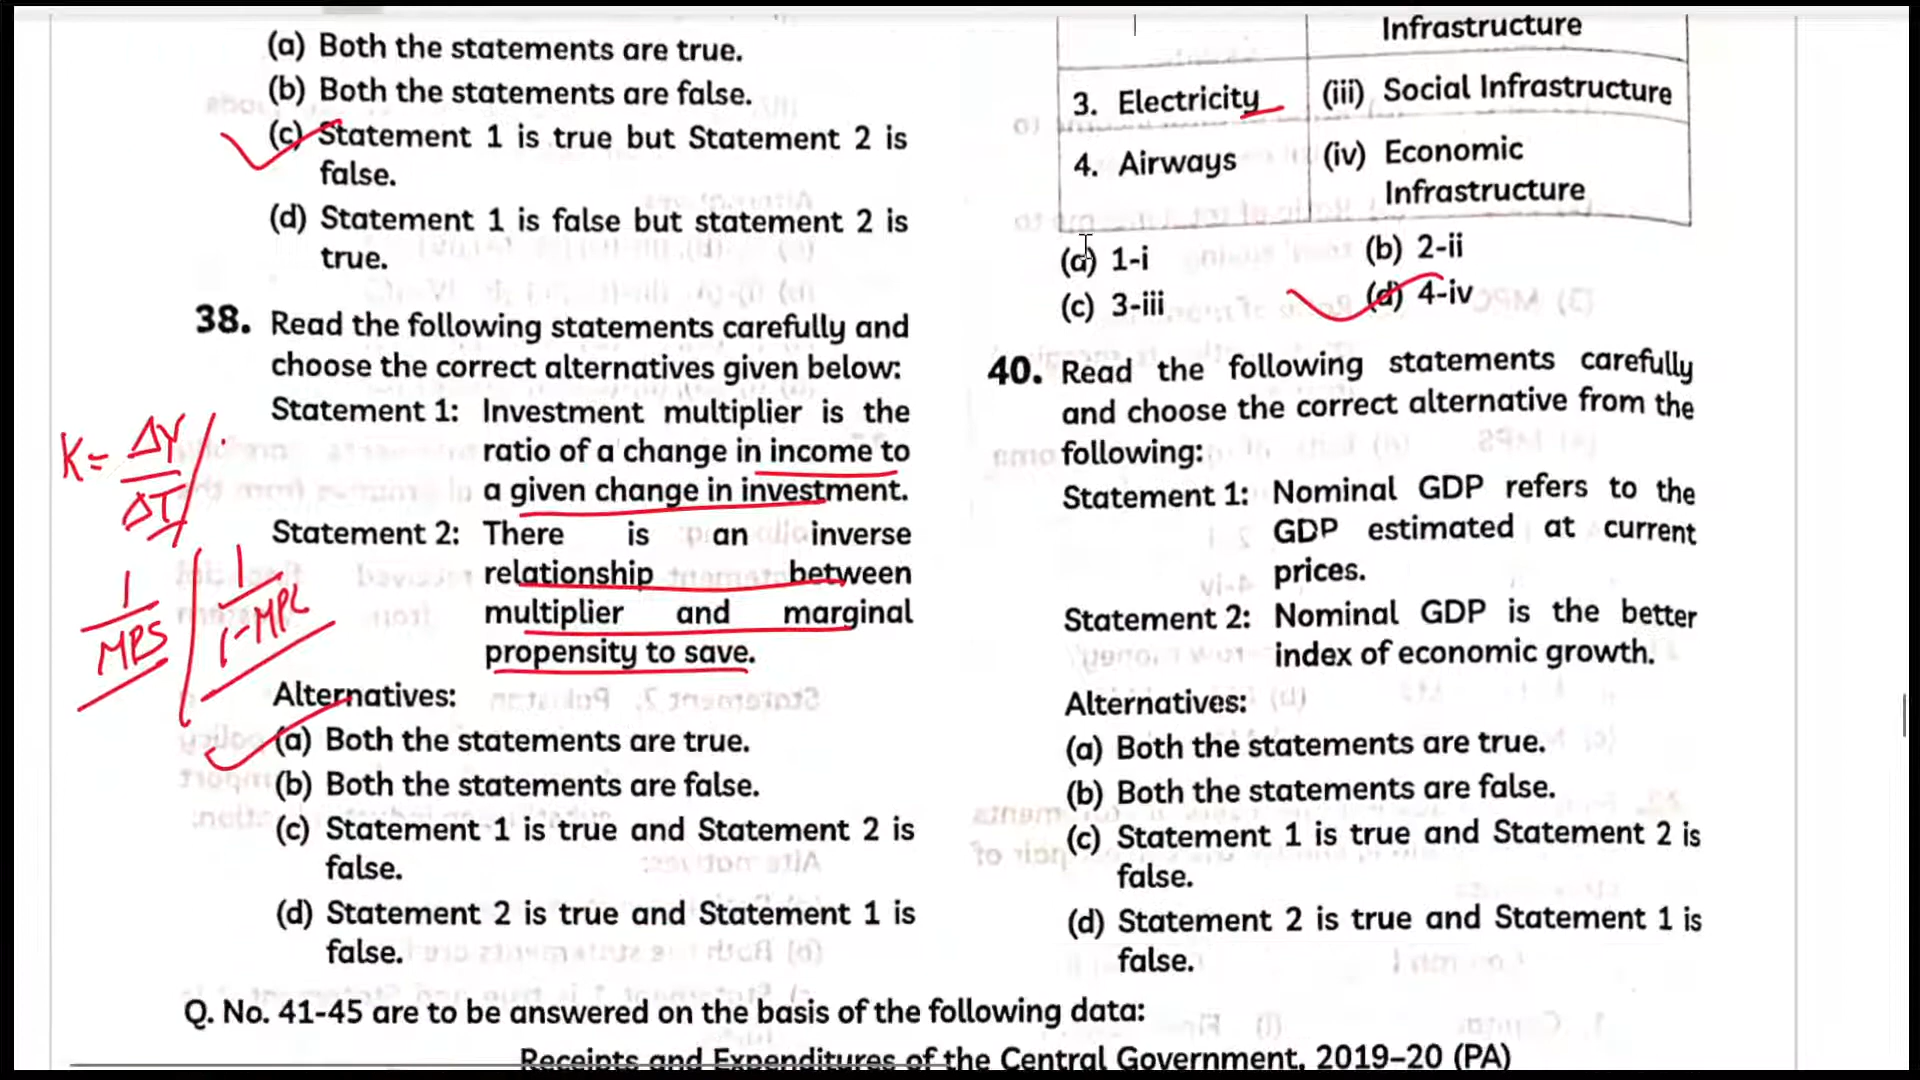 (a) Both the statements are true.
(b) Both the statements are false.
(c) Statement 1 is true but Statement 2 is
false.
(d) Statement 1 is false but statement 2 is
true.
38. Read the following statements carefully and
choose the correct alternatives given below:
Statement 1: Investment multiplier is the
ratio of a change in income to
a given change in investment.
Statement 2: There is an inverse
relationship between
multiplier and marginal
propensity to save.
K = ΔY
ΔI
1
MPS
1
1-MPC
Alternatives:
(a) Both the statements are true.
(b) Both the statements are false.
(c) Statement 1 is true and Statement 2 is
false.
(d) Statement 2 is true and Statement 1 is
false.
Infrastructure
3. Electricity (iii) Social Infrastructure
4. Airways (iv) Economic
Infrastructure
(a) 1-i (b) 2-ii
(c) 3-iii (d) 4-iv
40. Read the following statements carefully
and choose the correct alternative from the
following:
Statement 1: Nominal GDP refers to the
GDP estimated at current
prices.
Statement 2: Nominal GDP is the better
index of economic growth.
Alternatives:
(a) Both the statements are true.
(b) Both the statements are false.
(c) Statement 1 is true and Statement 2 is
false.
(d) Statement 2 is true and Statement 1 is
false.
Q. No. 41-45 are to be answered on the basis of the following data:
Receipts and Expenditures of the Central Government, 2019–20 (PA)